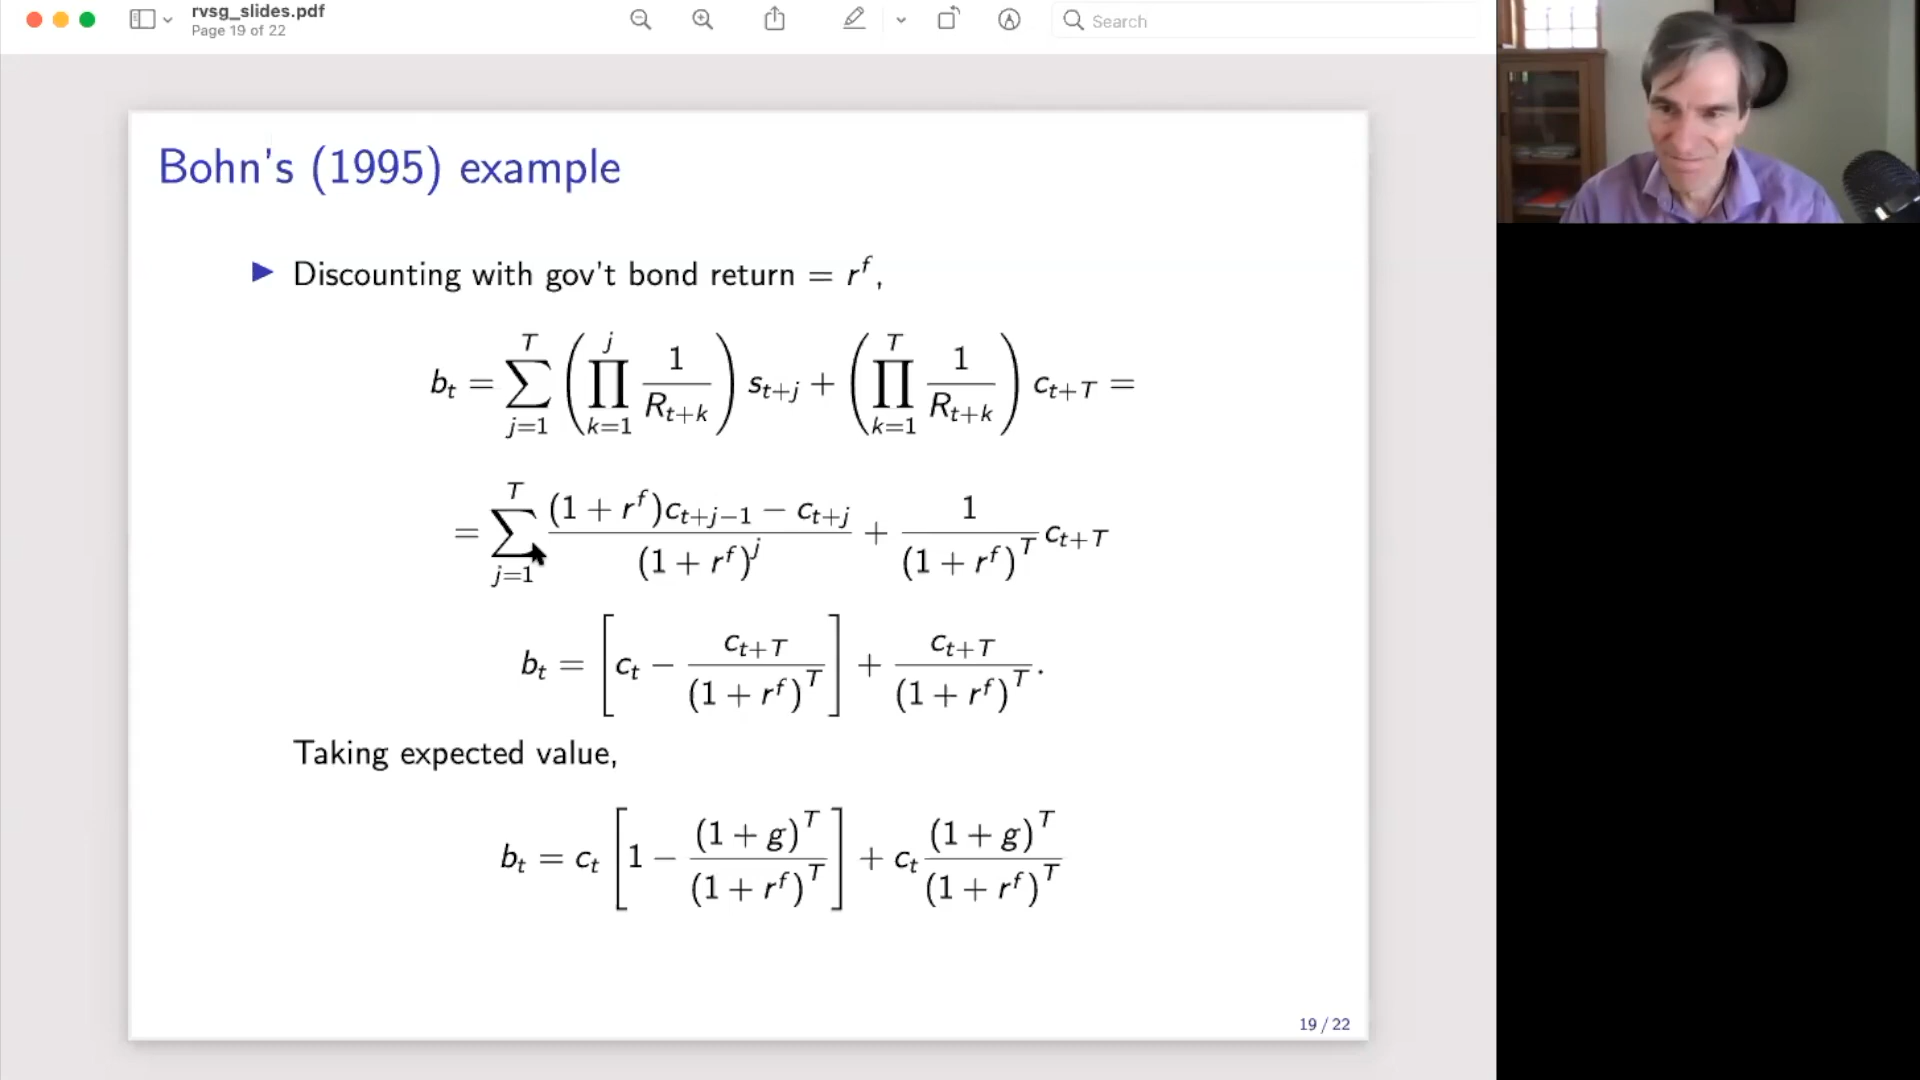 rvsg_slides.pdf
Page 19 of 22
Search
Bohn's (1995) example
▶ Discounting with gov't bond return = r^f,
b_t = \sum_{j=1}^{T} \left( \prod_{k=1}^{j} \frac{1}{R_{t+k}} \right) s_{t+j} + \left( \prod_{k=1}^{T} \frac{1}{R_{t+k}} \right) c_{t+T} =
= \sum_{j=1}^{T} \frac{(1 + r^f)c_{t+j-1} - c_{t+j}}{(1 + r^f)^j} + \frac{1}{(1 + r^f)^T} c_{t+T}
b_t = \left[ c_t - \frac{c_{t+T}}{(1 + r^f)^T} \right] + \frac{c_{t+T}}{(1 + r^f)^T}.
Taking expected value,
b_t = c_t \left[ 1 - \frac{(1 + g)^T}{(1 + r^f)^T} \right] + c_t \frac{(1 + g)^T}{(1 + r^f)^T}
19 / 22